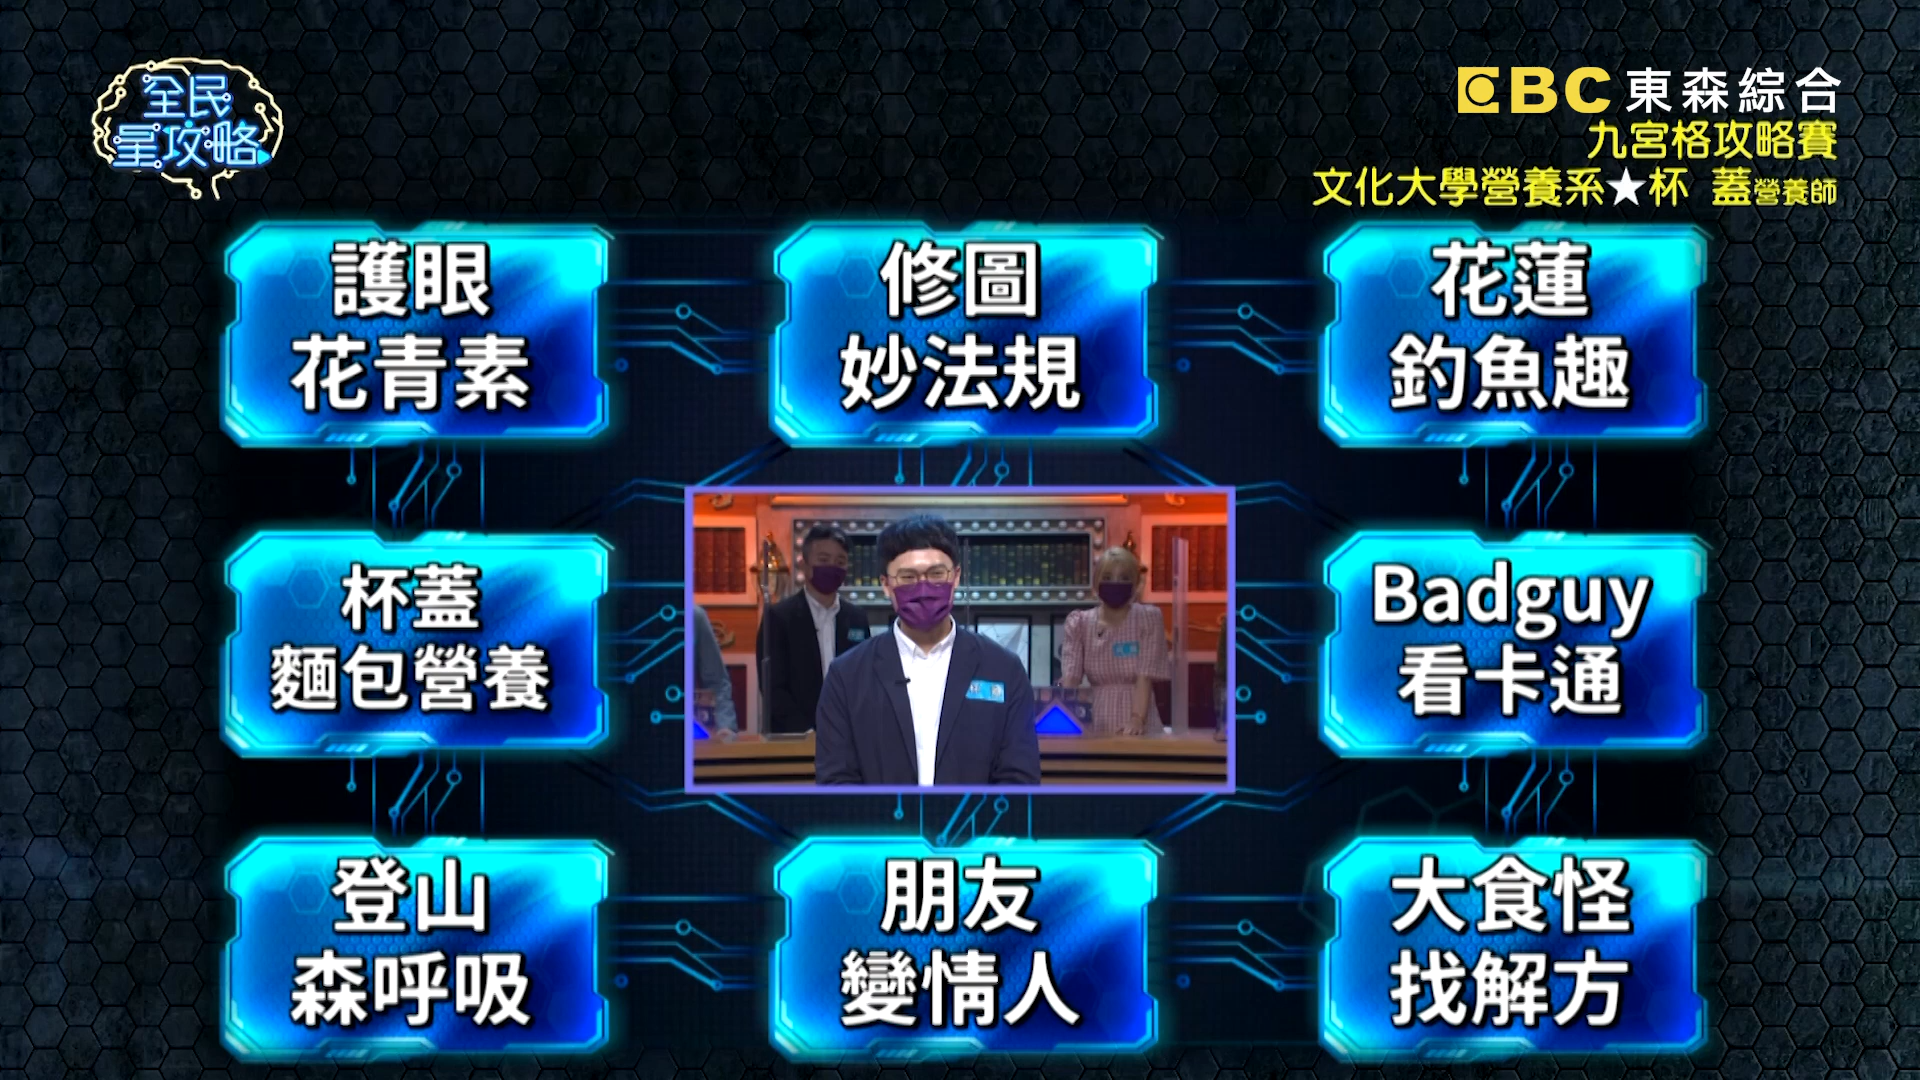 全民
星攻略
EBC 東森綜合
九宮格攻略賽
文化大學營養系★杯 蓋營養師
護眼
花青素
修圖
妙法規
花蓮
釣魚趣
杯蓋
麵包營養
Badguy
看卡通
登山
森呼吸
朋友
變情人
大食怪
找解方